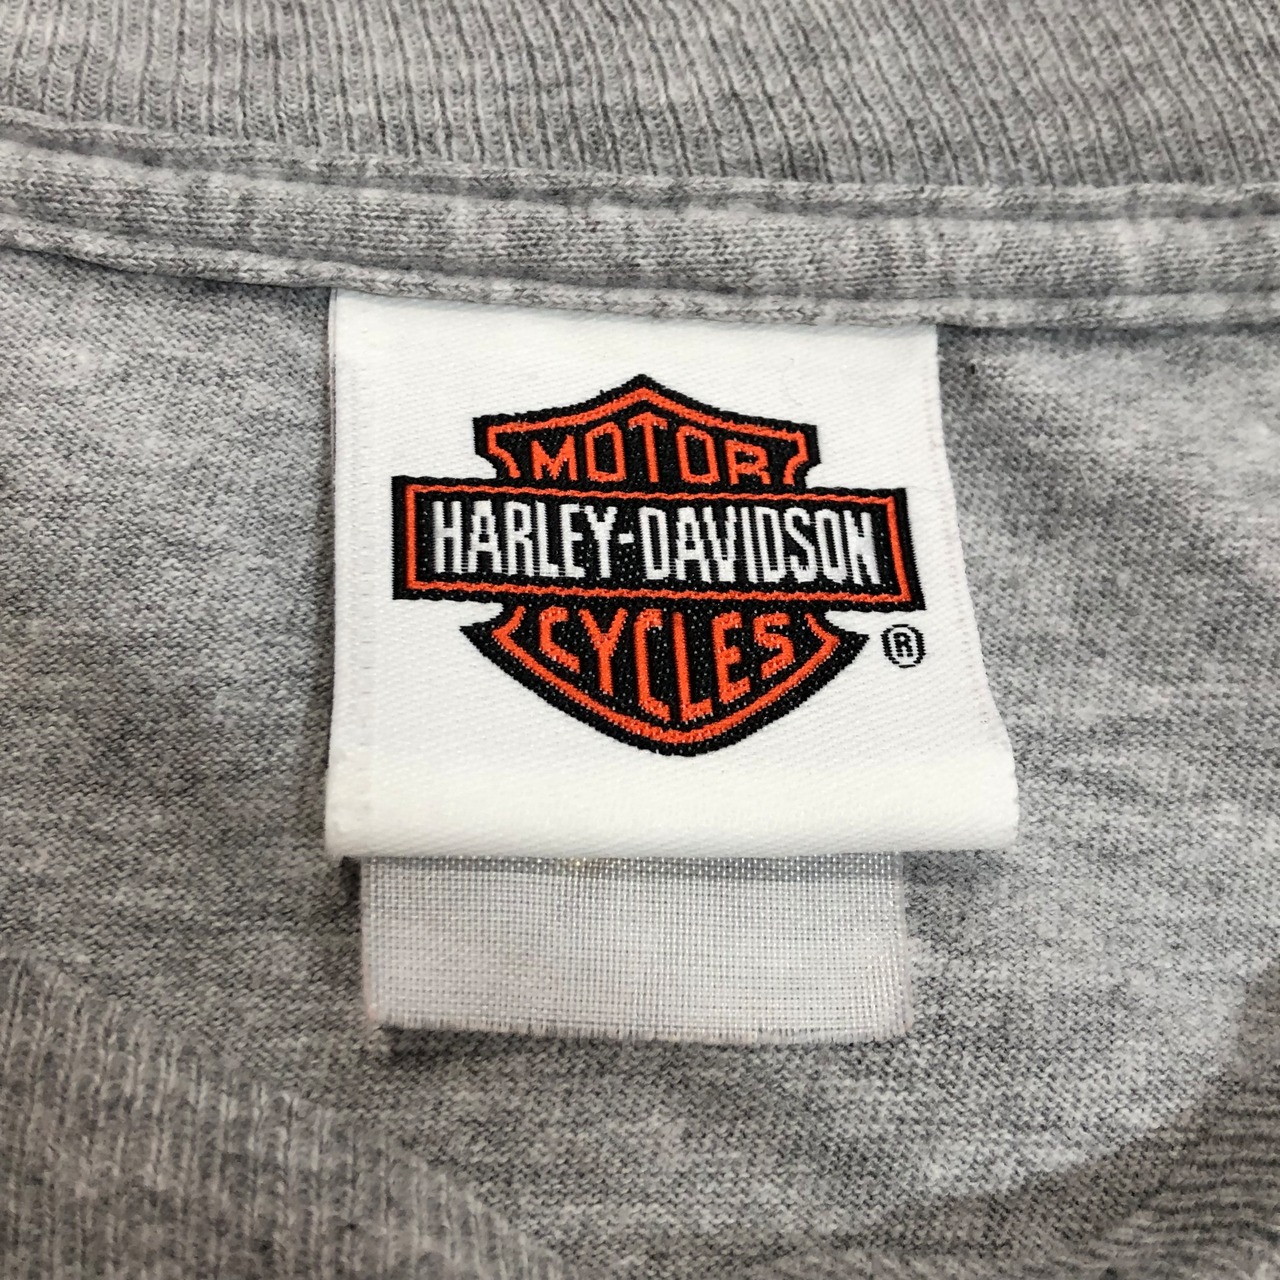 MOTOR
HARLEY-DAVIDSON
CYCLES
®